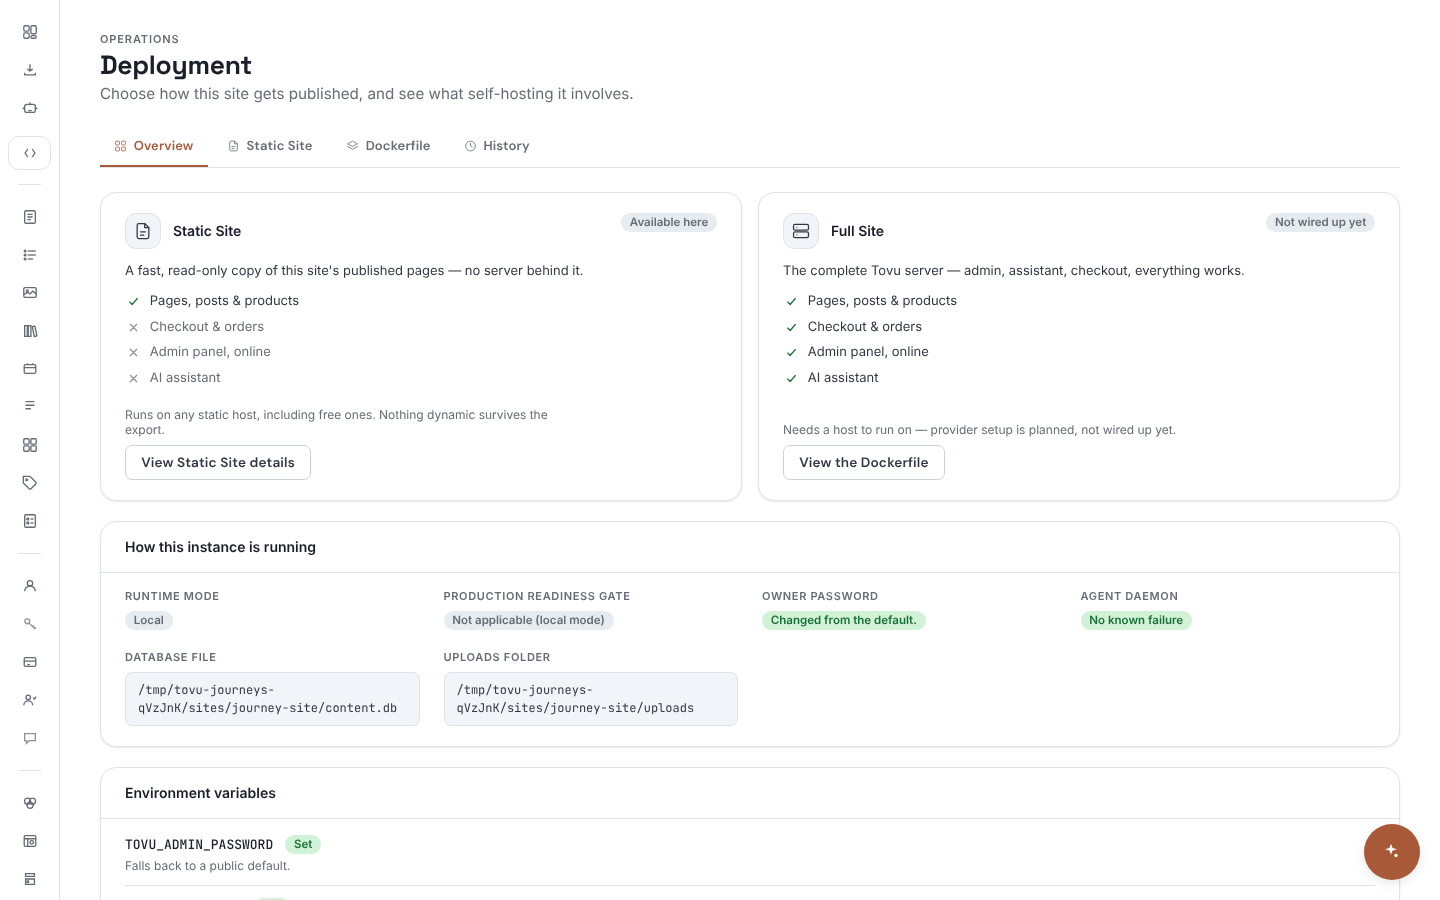 OPERATIONS
Deployment
Choose how this site gets published, and see what self-hosting it involves.
Overview
Static Site
Dockerfile
History
Static Site
Available here
A fast, read-only copy of this site's published pages — no server behind it.
Pages, posts & products
Checkout & orders
Admin panel, online
AI assistant
Runs on any static host, including free ones. Nothing dynamic survives the
export.
View Static Site details
Full Site
Not wired up yet
The complete Tovu server — admin, assistant, checkout, everything works.
Pages, posts & products
Checkout & orders
Admin panel, online
AI assistant
Needs a host to run on — provider setup is planned, not wired up yet.
View the Dockerfile
How this instance is running
RUNTIME MODE
Local
PRODUCTION READINESS GATE
Not applicable (local mode)
OWNER PASSWORD
Changed from the default.
AGENT DAEMON
No known failure
DATABASE FILE
/tmp/tovu-journeys-
qVzJnK/sites/journey-site/content.db
UPLOADS FOLDER
/tmp/tovu-journeys-
qVzJnK/sites/journey-site/uploads
Environment variables
TOVU_ADMIN_PASSWORD
Set
Falls back to a public default.